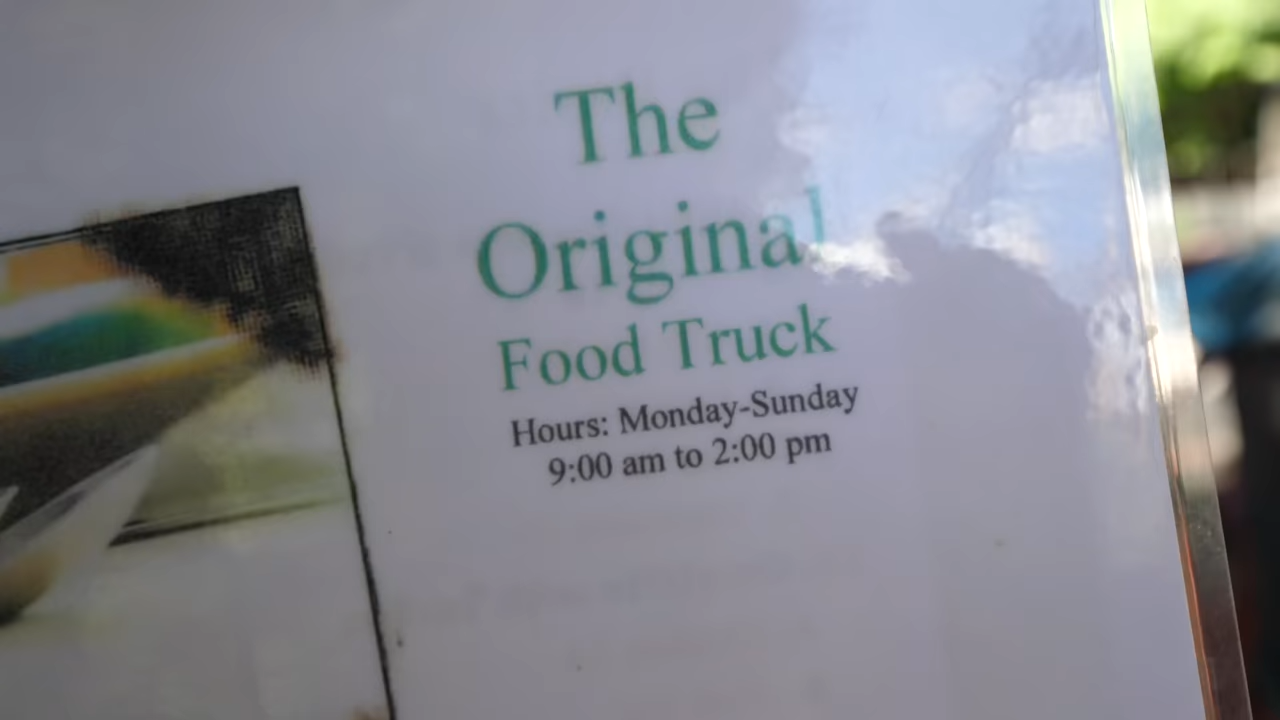 The
Original
Food Truck
Hours: Monday-Sunday
9:00 am to 2:00 pm